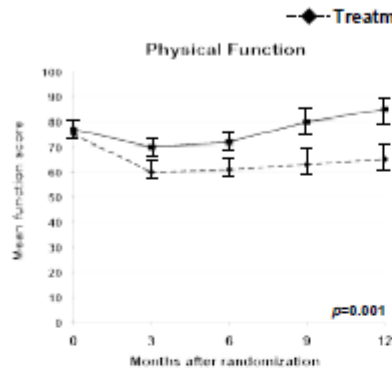 Treatm
Physical Function
Mean function score
100
90
80
70
60
50
40
30
20
10
0
p=0.001
0 3 6 9 12
Months after randomization